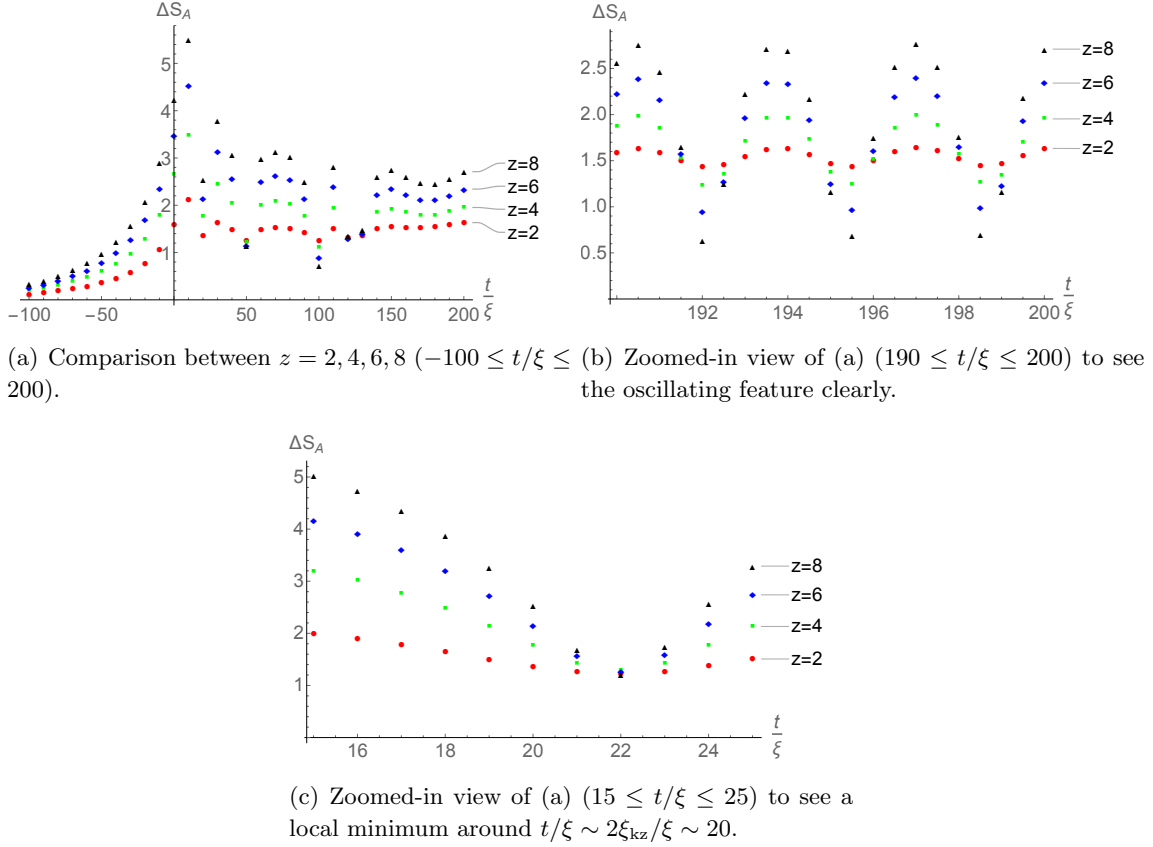 ΔS_A
5
4
3
2
1
−100 −50 50 100 150 200
t/ξ
z=8
z=6
z=4
z=2
ΔS_A
2.5
2.0
1.5
1.0
0.5
192 194 196 198 200
t/ξ
z=8
z=6
z=4
z=2
(a) Comparison between z = 2, 4, 6, 8 (−100 ≤ t/ξ ≤
200).
(b) Zoomed-in view of (a) (190 ≤ t/ξ ≤ 200) to see
the oscillating feature clearly.
ΔS_A
5
4
3
2
1
16 18 20 22 24
t/ξ
z=8
z=6
z=4
z=2
(c) Zoomed-in view of (a) (15 ≤ t/ξ ≤ 25) to see a
local minimum around t/ξ ∼ 2ξ_kz/ξ ∼ 20.